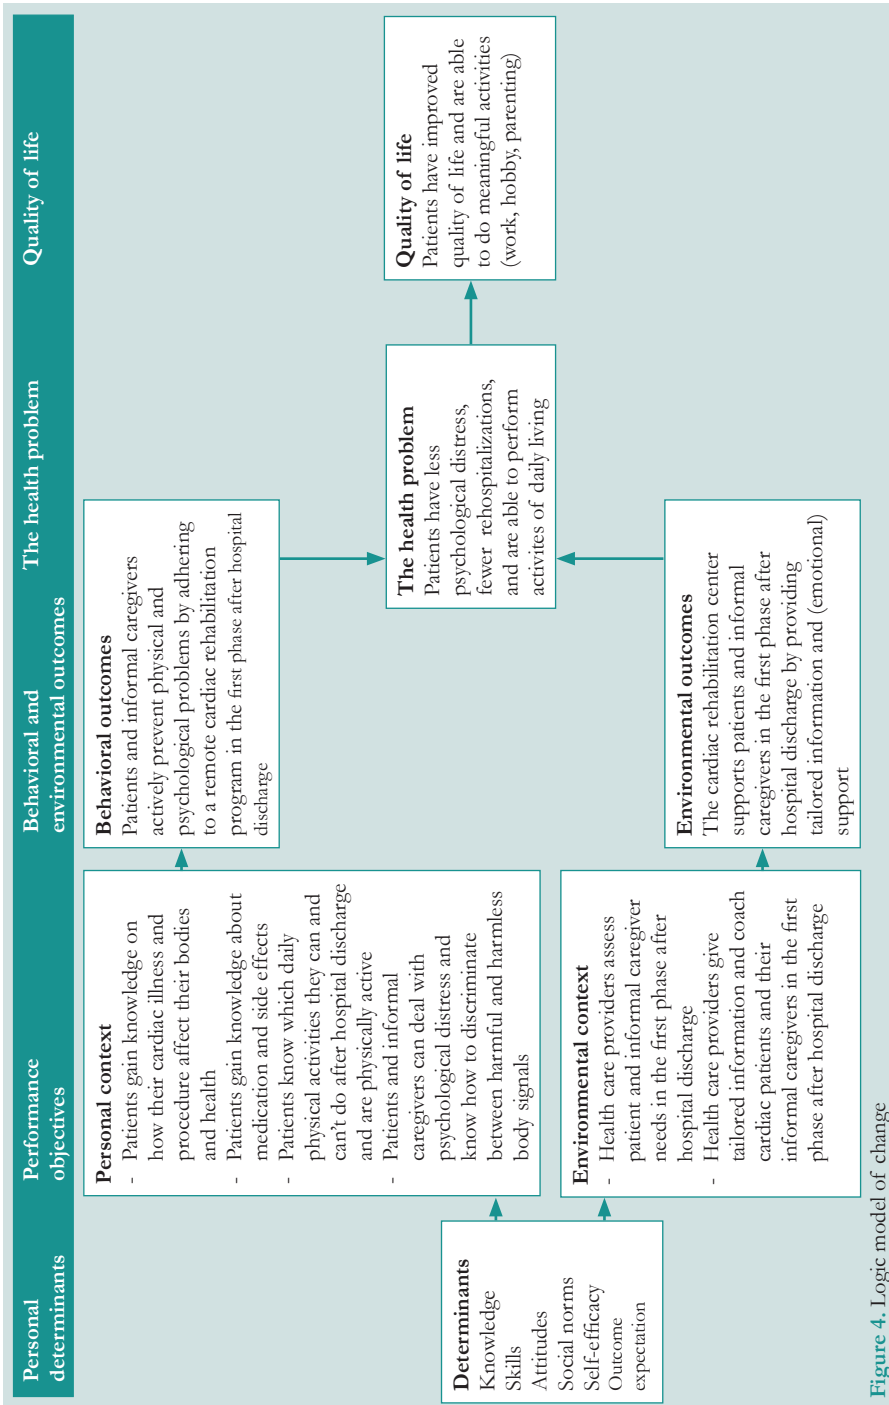 Personal
determinants
Performance
objectives
Behavioral and
environmental outcomes
The health problem
Quality of life
Determinants
Knowledge
Skills
Attitudes
Social norms
Self-efficacy
Outcome
expectation
Personal context
- Patients gain knowledge on
how their cardiac illness and
procedure affect their bodies
and health
- Patients gain knowledge about
medication and side effects
- Patients know which daily
physical activities they can and
can't do after hospital discharge
and are physically active
- Patients and informal
caregivers can deal with
psychological distress and
know how to discriminate
between harmful and harmless
body signals
Environmental context
- Health care providers assess
patient and informal caregiver
needs in the first phase after
hospital discharge
- Health care providers give
tailored information and coach
cardiac patients and their
informal caregivers in the first
phase after hospital discharge
Behavioral outcomes
Patients and informal caregivers
actively prevent physical and
psychological problems by adhering
to a remote cardiac rehabilitation
program in the first phase after hospital
discharge
Environmental outcomes
The cardiac rehabilitation center
supports patients and informal
caregivers in the first phase after
hospital discharge by providing
tailored information and (emotional)
support
The health problem
Patients have less
psychological distress,
fewer rehospitalizations,
and are able to perform
activites of daily living
Quality of life
Patients have improved
quality of life and are able
to do meaningful activities
(work, hobby, parenting)
Figure 4. Logic model of change